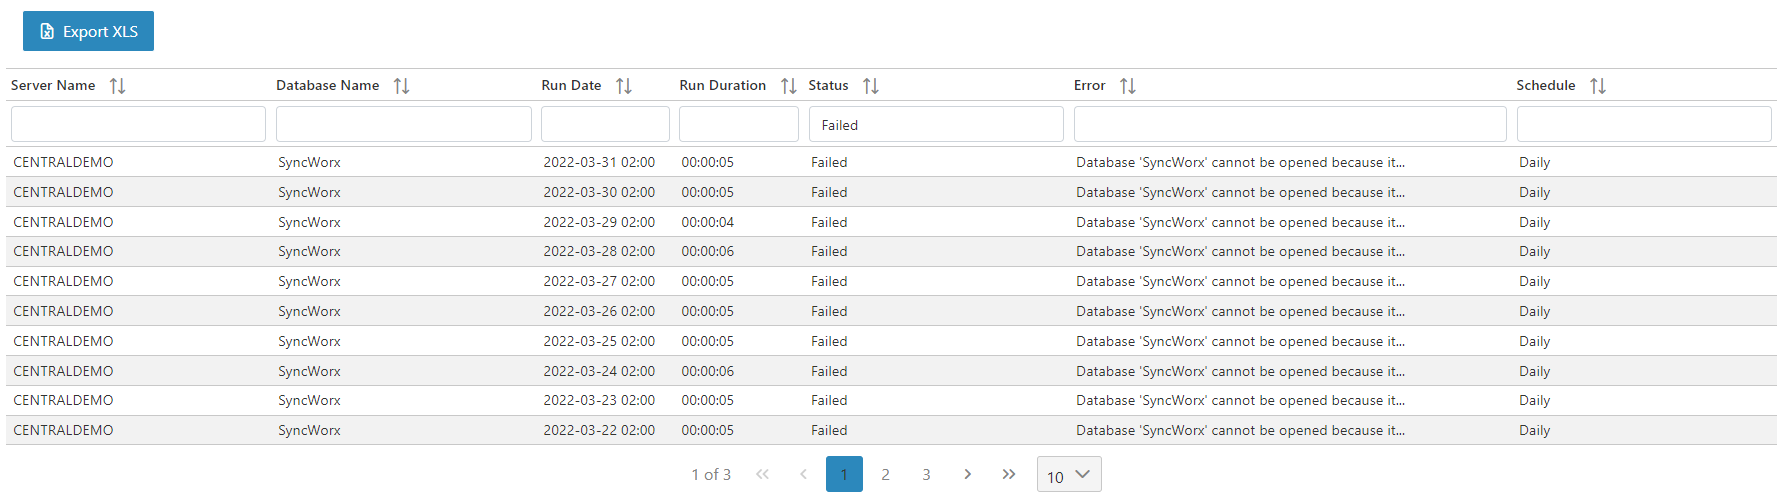 Export XLS
Server Name Database Name Run Date Run Duration Status Error Schedule
Failed
CENTRALDEMO SyncWorx 2022-03-31 02:00 00:00:05 Failed Database 'SyncWorx' cannot be opened because it... Daily
CENTRALDEMO SyncWorx 2022-03-30 02:00 00:00:05 Failed Database 'SyncWorx' cannot be opened because it... Daily
CENTRALDEMO SyncWorx 2022-03-29 02:00 00:00:04 Failed Database 'SyncWorx' cannot be opened because it... Daily
CENTRALDEMO SyncWorx 2022-03-28 02:00 00:00:06 Failed Database 'SyncWorx' cannot be opened because it... Daily
CENTRALDEMO SyncWorx 2022-03-27 02:00 00:00:05 Failed Database 'SyncWorx' cannot be opened because it... Daily
CENTRALDEMO SyncWorx 2022-03-26 02:00 00:00:05 Failed Database 'SyncWorx' cannot be opened because it... Daily
CENTRALDEMO SyncWorx 2022-03-25 02:00 00:00:05 Failed Database 'SyncWorx' cannot be opened because it... Daily
CENTRALDEMO SyncWorx 2022-03-24 02:00 00:00:06 Failed Database 'SyncWorx' cannot be opened because it... Daily
CENTRALDEMO SyncWorx 2022-03-23 02:00 00:00:05 Failed Database 'SyncWorx' cannot be opened because it... Daily
CENTRALDEMO SyncWorx 2022-03-22 02:00 00:00:05 Failed Database 'SyncWorx' cannot be opened because it... Daily
1 of 3 1 2 3 10